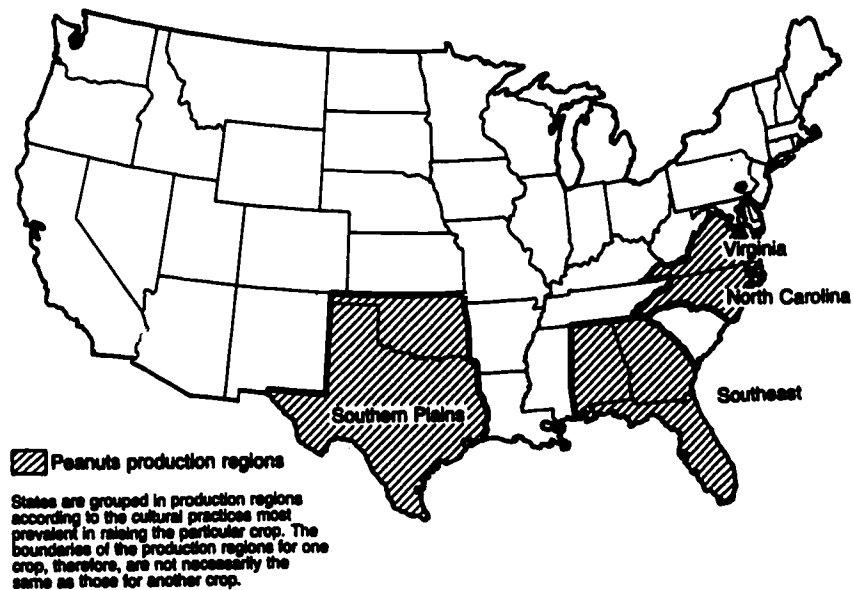 Virginia
North Carolina
Southeast
Southern Plains
Peanuts production regions
States are grouped in production regions
according to the cultural practices most
prevalent in raising the particular crop. The
boundaries of the production regions for one
crop, therefore, are not necessarily the
same as those for another crop.